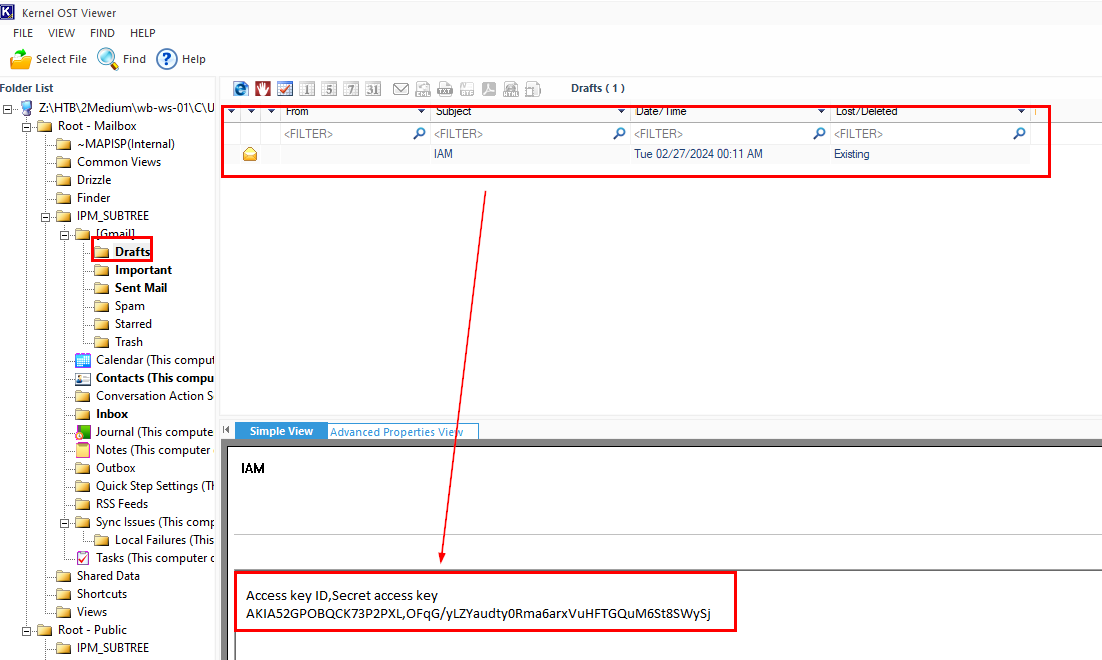 Kernel OST Viewer
FILE VIEW FIND HELP
Select File Find Help
Folder List
Drafts ( 1 )
Z:\HTB\2Medium\wb-ws-01\C\U
Root - Mailbox
~MAPISP(Internal)
Common Views
Drizzle
Finder
IPM_SUBTREE
[Gmail]
Drafts
Important
Sent Mail
Spam
Starred
Trash
Calendar (This comput
Contacts (This compu
Conversation Action S
Inbox
Journal (This compute
Notes (This computer
Outbox
Quick Step Settings (Th
RSS Feeds
Sync Issues (This comp
Local Failures (This
Tasks (This computer o
Shared Data
Shortcuts
Views
Root - Public
IPM_SUBTREE
From Subject Date/Time Lost/Deleted
<FILTER> <FILTER> <FILTER> <FILTER>
IAM Tue 02/27/2024 00:11 AM Existing
Simple View Advanced Properties View
IAM
Access key ID,Secret access key
AKIA52GPOBQCK73P2PXL,OFqG/yLZYaudty0Rma6arxVuHFTGQuM6St8SWySj